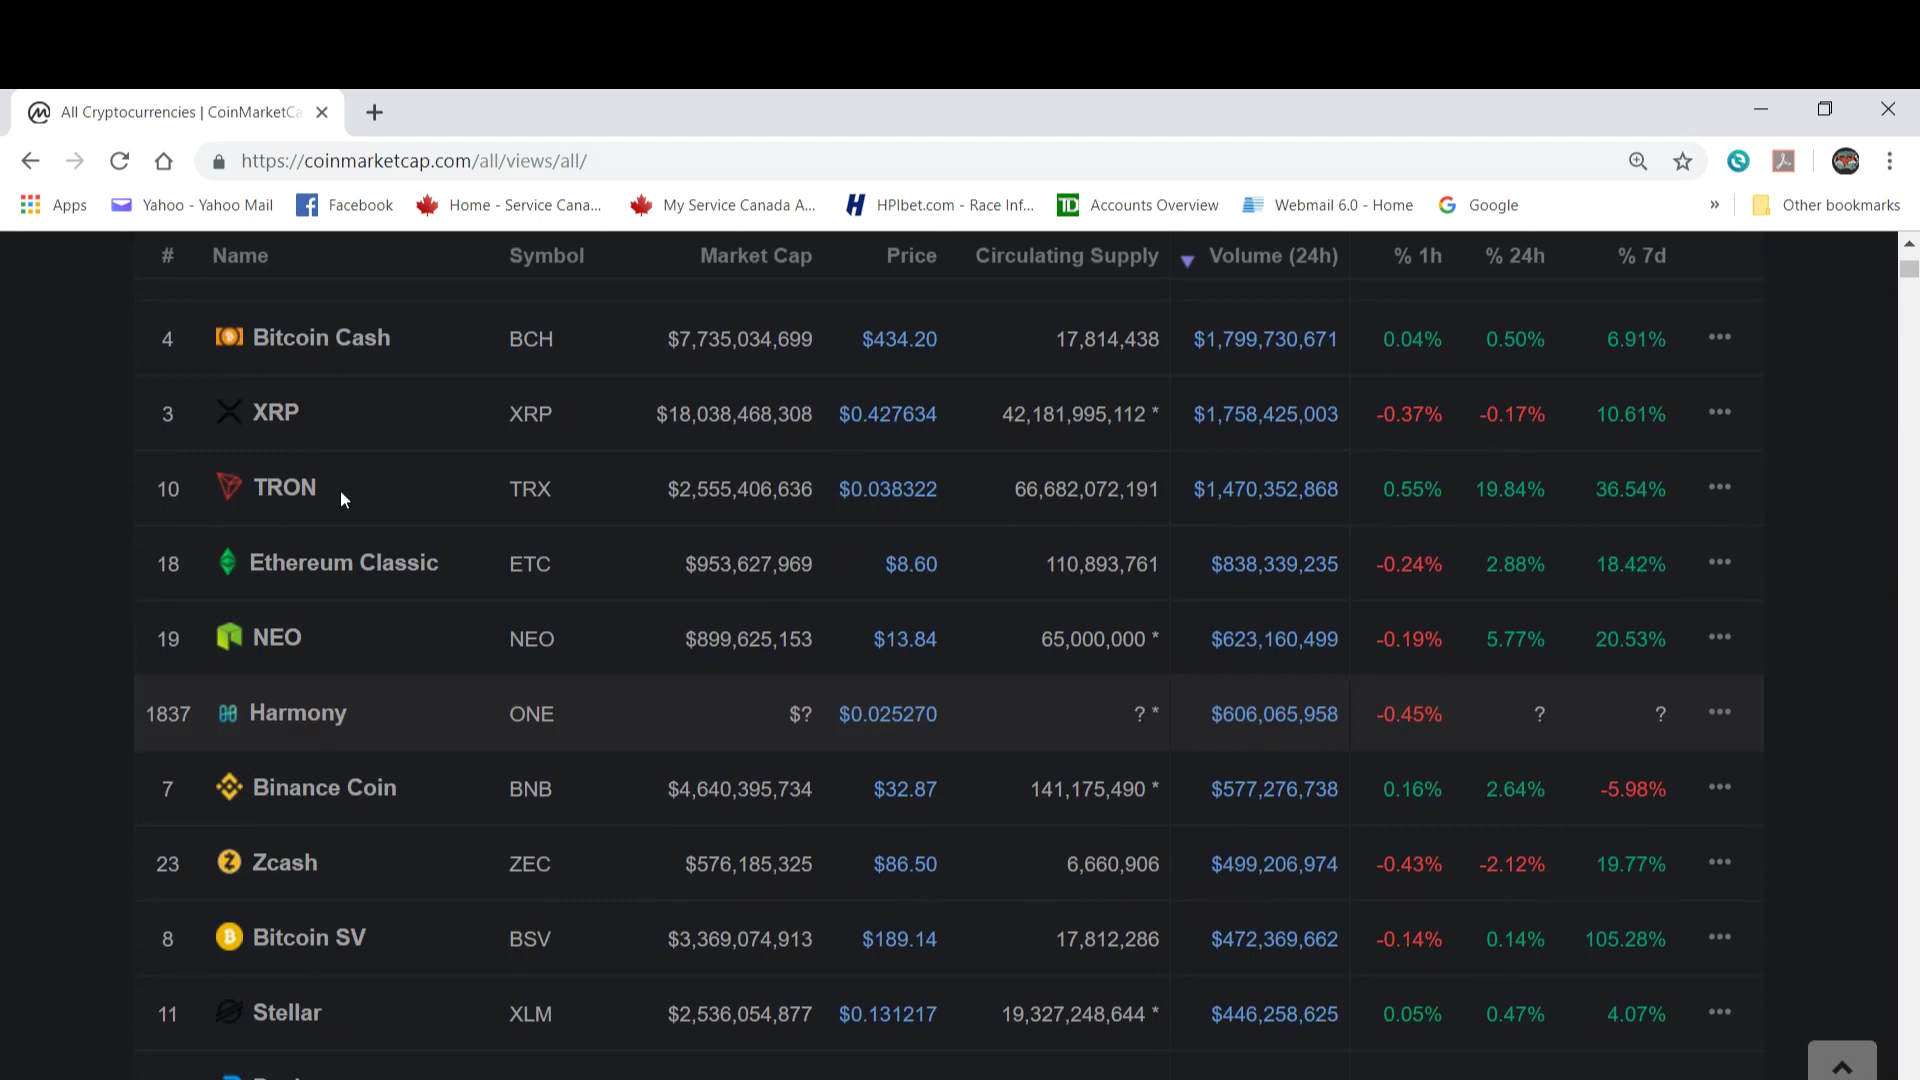 All Cryptocurrencies | CoinMarketCa
https://coinmarketcap.com/all/views/all/
Apps Yahoo - Yahoo Mail Facebook Home - Service Cana... My Service Canada A... HPIbet.com - Race Inf... TD Accounts Overview Webmail 6.0 - Home Google » Other bookmarks
# Name Symbol Market Cap Price Circulating Supply Volume (24h) % 1h % 24h % 7d
4 Bitcoin Cash BCH $7,735,034,699 $434.20 17,814,438 $1,799,730,671 0.04% 0.50% 6.91%
3 XRP XRP $18,038,468,308 $0.427634 42,181,995,112 * $1,758,425,003 -0.37% -0.17% 10.61%
10 TRON TRX $2,555,406,636 $0.038322 66,682,072,191 $1,470,352,868 0.55% 19.84% 36.54%
18 Ethereum Classic ETC $953,627,969 $8.60 110,893,761 $838,339,235 -0.24% 2.88% 18.42%
19 NEO NEO $899,625,153 $13.84 65,000,000 * $623,160,499 -0.19% 5.77% 20.53%
1837 Harmony ONE $? $0.025270 ? * $606,065,958 -0.45% ? ?
7 Binance Coin BNB $4,640,395,734 $32.87 141,175,490 * $577,276,738 0.16% 2.64% -5.98%
23 Zcash ZEC $576,185,325 $86.50 6,660,906 $499,206,974 -0.43% -2.12% 19.77%
8 Bitcoin SV BSV $3,369,074,913 $189.14 17,812,286 $472,369,662 -0.14% 0.14% 105.28%
11 Stellar XLM $2,536,054,877 $0.131217 19,327,248,644 * $446,258,625 0.05% 0.47% 4.07%